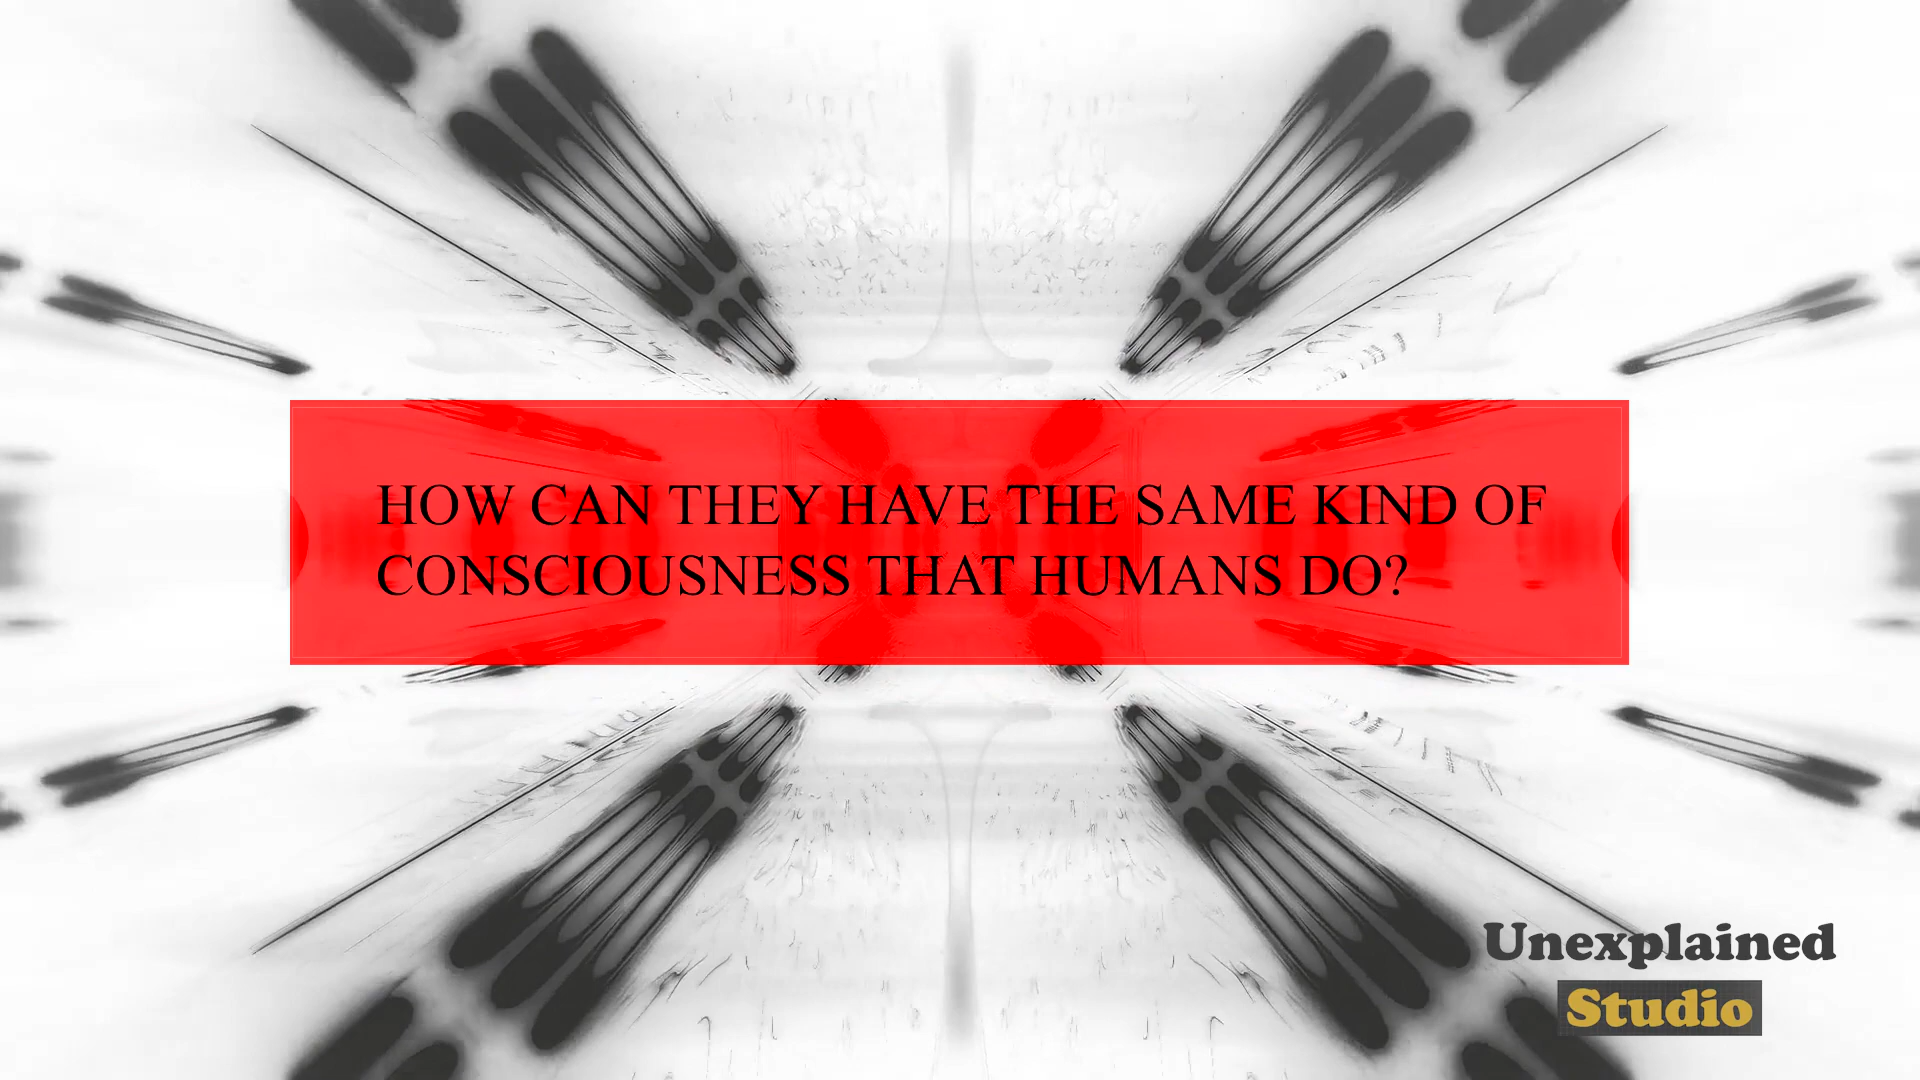 HOW CAN THEY HAVE THE SAME KIND OF
CONSCIOUSNESS THAT HUMANS DO?
Unexplained
Studio